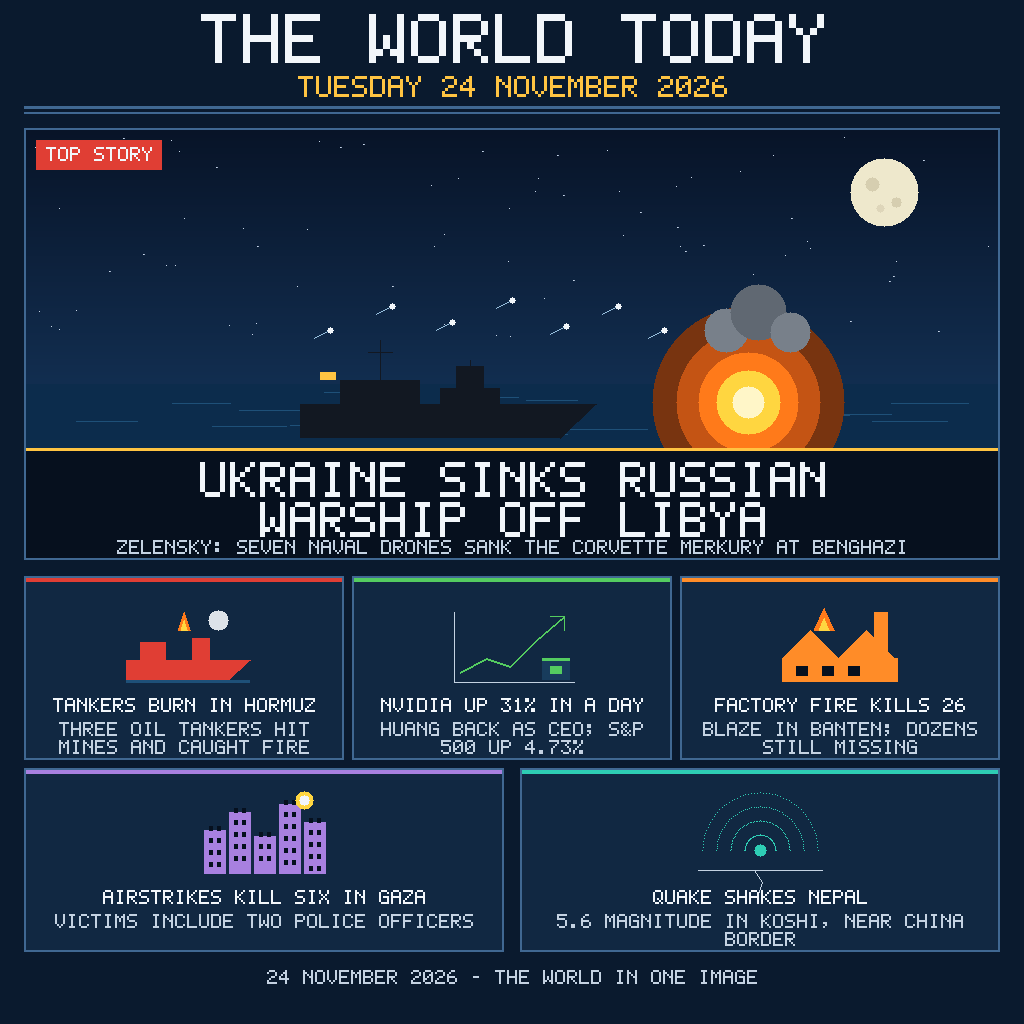 THE WORLD TODAY
TUESDAY 24 NOVEMBER 2026
TOP STORY
UKRAINE SINKS RUSSIAN
WARSHIP OFF LIBYA
ZELENSKY: SEVEN NAVAL DRONES SANK THE CORVETTE MERKURY AT BENGHAZI
TANKERS BURN IN HORMUZ
THREE OIL TANKERS HIT
MINES AND CAUGHT FIRE
NVIDIA UP 31% IN A DAY
HUANG BACK AS CEO; S&P
500 UP 4.73%
FACTORY FIRE KILLS 26
BLAZE IN BANTEN; DOZENS
STILL MISSING
AIRSTRIKES KILL SIX IN GAZA
VICTIMS INCLUDE TWO POLICE OFFICERS
QUAKE SHAKES NEPAL
5.6 MAGNITUDE IN KOSHI, NEAR CHINA
BORDER
24 NOVEMBER 2026 - THE WORLD IN ONE IMAGE